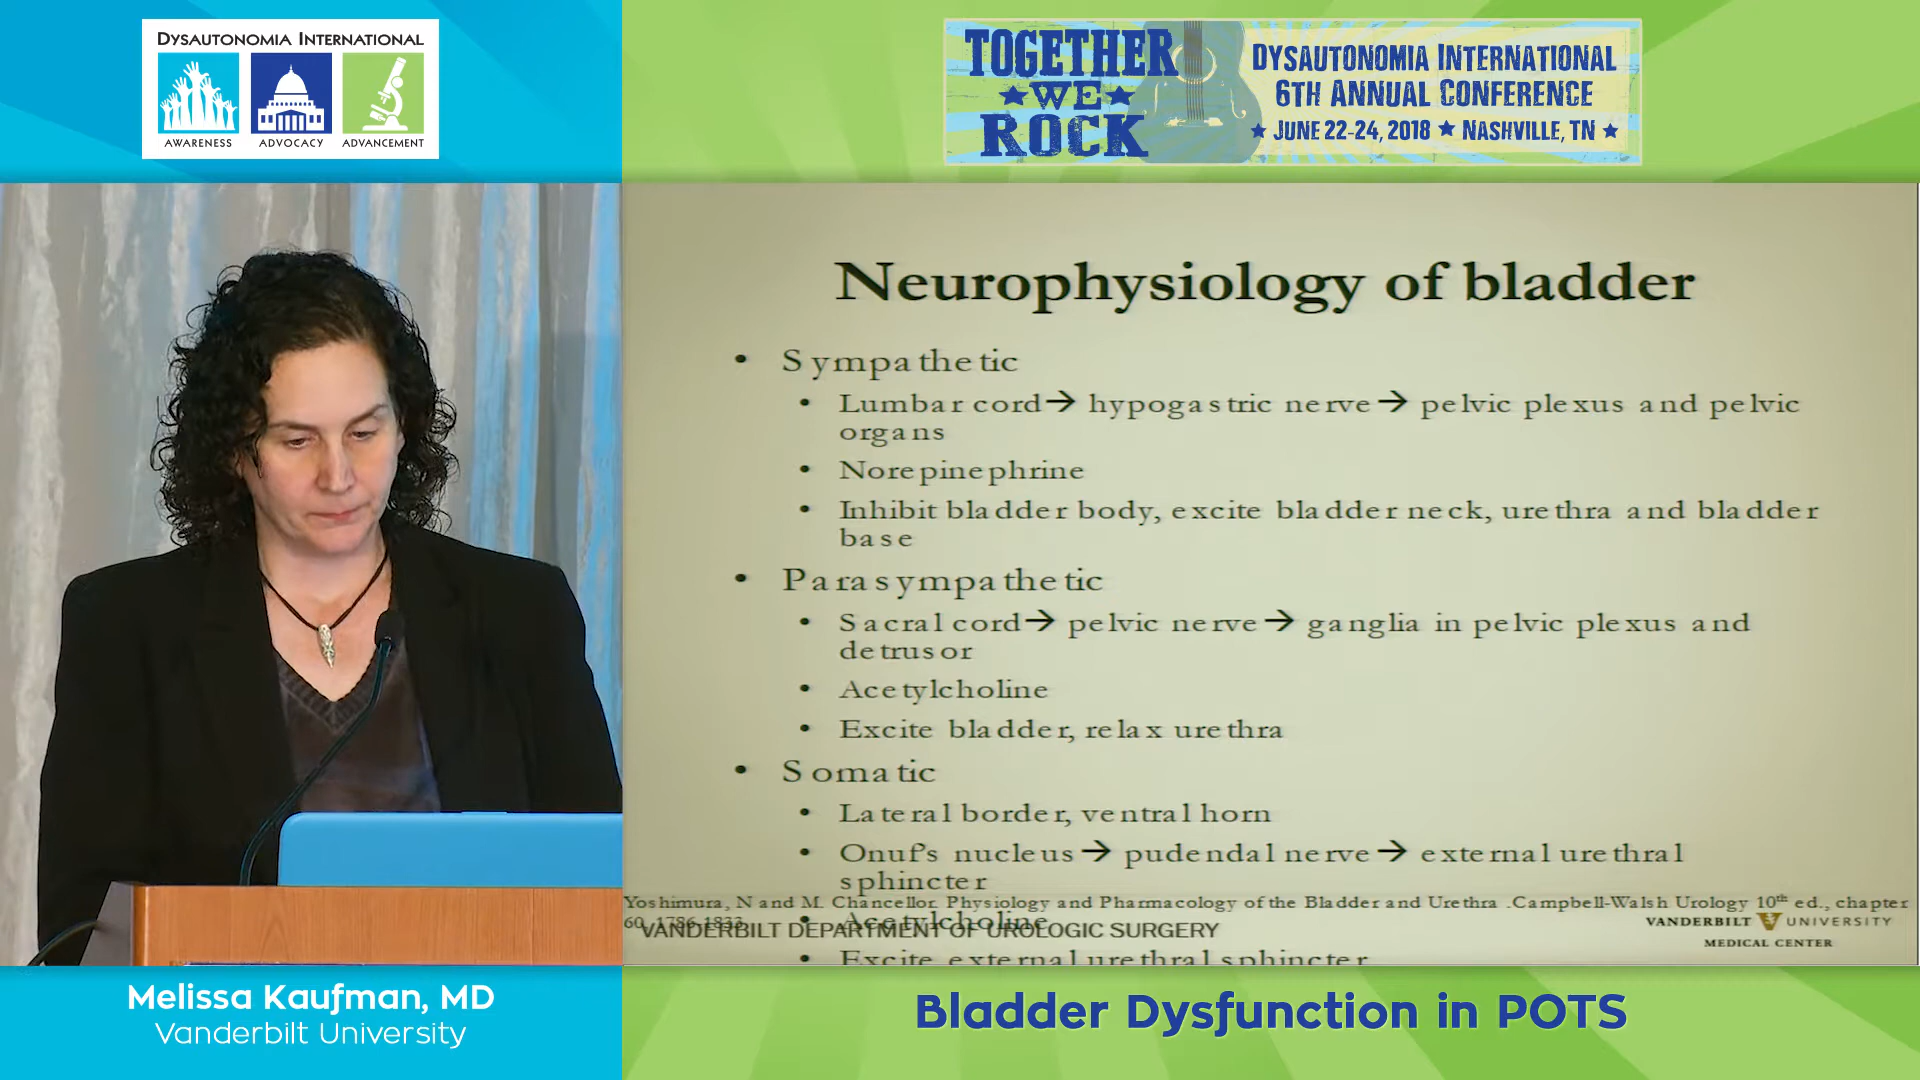 DYSAUTONOMIA INTERNATIONAL
AWARENESS ADVOCACY ADVANCEMENT
TOGETHER
WE
ROCK
DYSAUTONOMIA INTERNATIONAL
6TH ANNUAL CONFERENCE
JUNE 22-24, 2018 NASHVILLE, TN
Neurophysiology of bladder
• Sympathetic
• Lumbar cord→ hypogastric nerve→ pelvic plexus and pelvic
organs
• Norepinephrine
• Inhibit bladder body, excite bladder neck, urethra and bladder
base
• Parasympathetic
• Sacral cord→ pelvic nerve→ ganglia in pelvic plexus and
detrusor
• Acetylcholine
• Excite bladder, relax urethra
• Somatic
• Lateral border, ventral horn
• Onuf's nucleus→ pudendal nerve→ external urethral
sphincter
• Acetylcholine
• Excite external urethral sphincter
Yoshimura, N and M. Chancellor. Physiology and Pharmacology of the Bladder and Urethra .Campbell-Walsh Urology 10th ed., chapter
60, 1786-1833
VANDERBILT DEPARTMENT OF UROLOGIC SURGERY
VANDERBILT UNIVERSITY
MEDICAL CENTER
Melissa Kaufman, MD
Vanderbilt University
Bladder Dysfunction in POTS